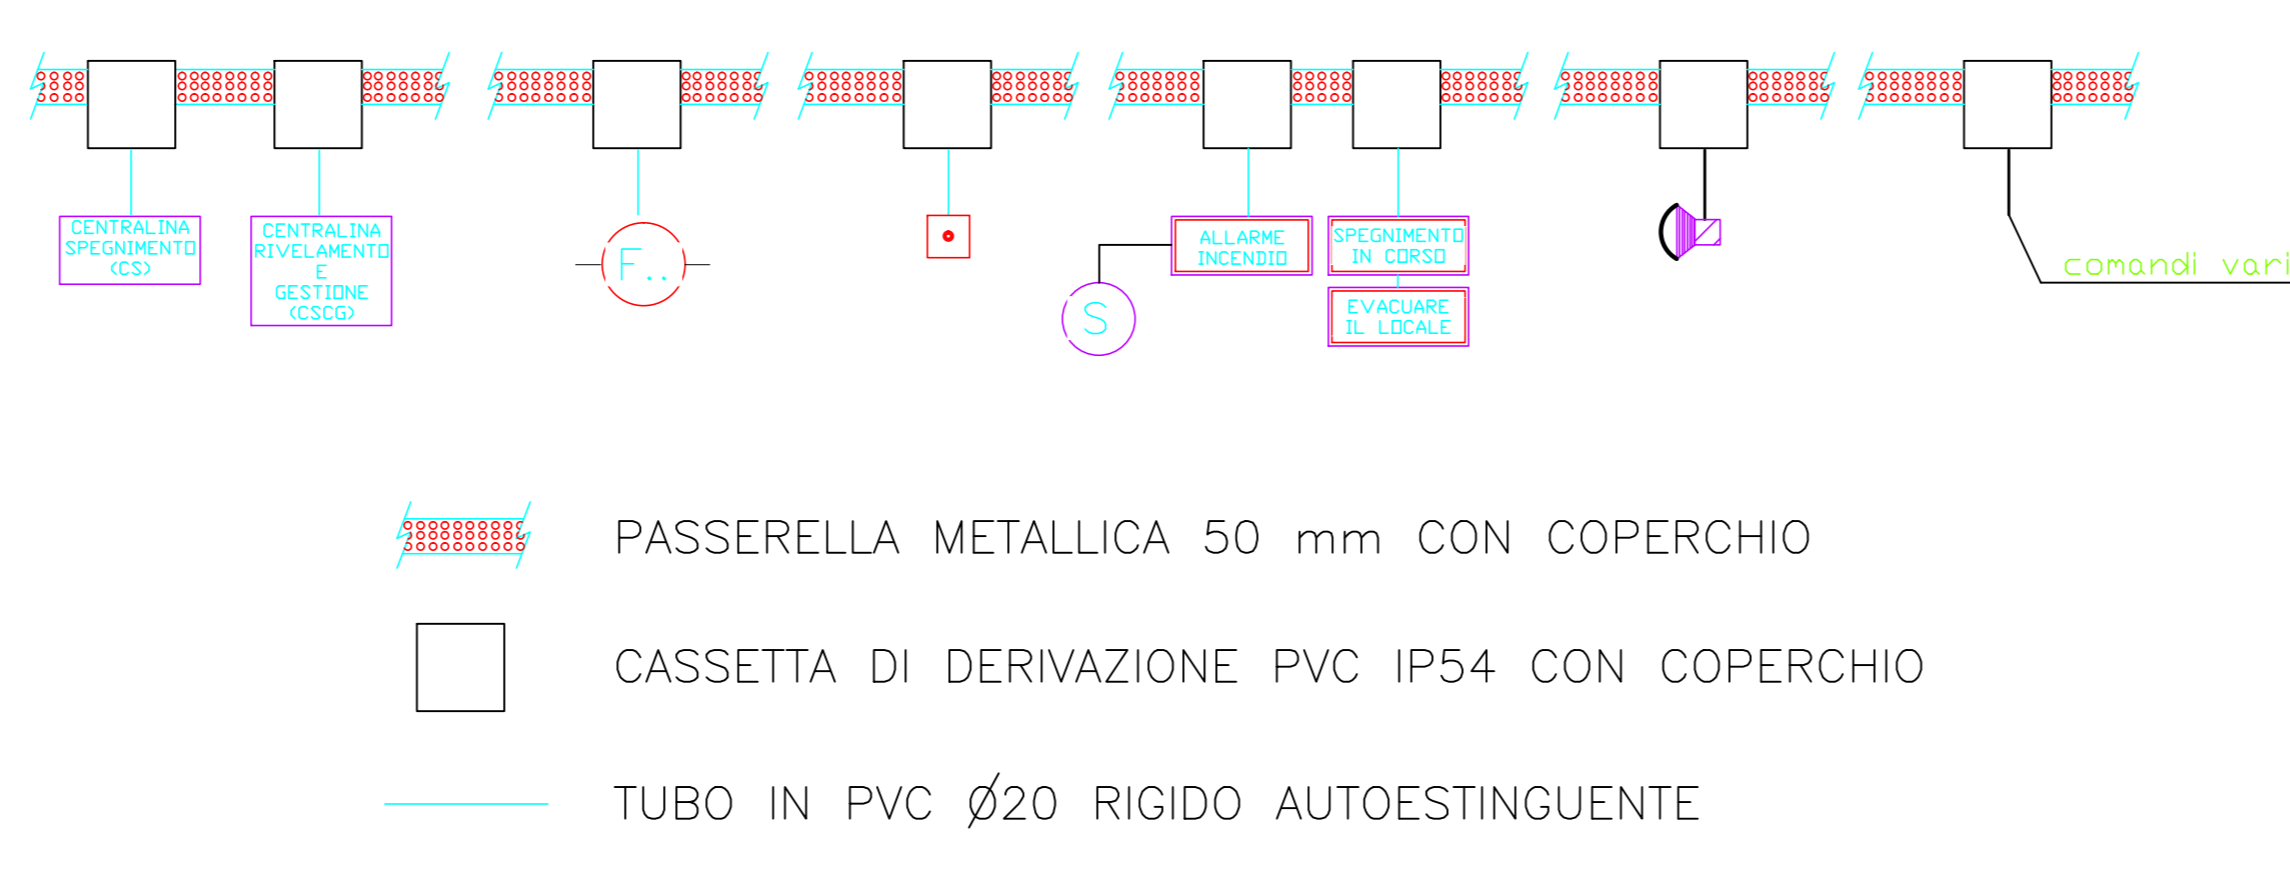 CENTRALINA
SPEGNIMENTO
(CS)
CENTRALINA
RIVELAMENTO
E
GESTIONE
(CSCG)
F..
S
ALLARME
INCENDIO
SPEGNIMENTO
IN CORSO
EVACUARE
IL LOCALE
comandi vari
PASSERELLA METALLICA 50 mm CON COPERCHIO
CASSETTA DI DERIVAZIONE PVC IP54 CON COPERCHIO
TUBO IN PVC Ø20 RIGIDO AUTOESTINGUENTE